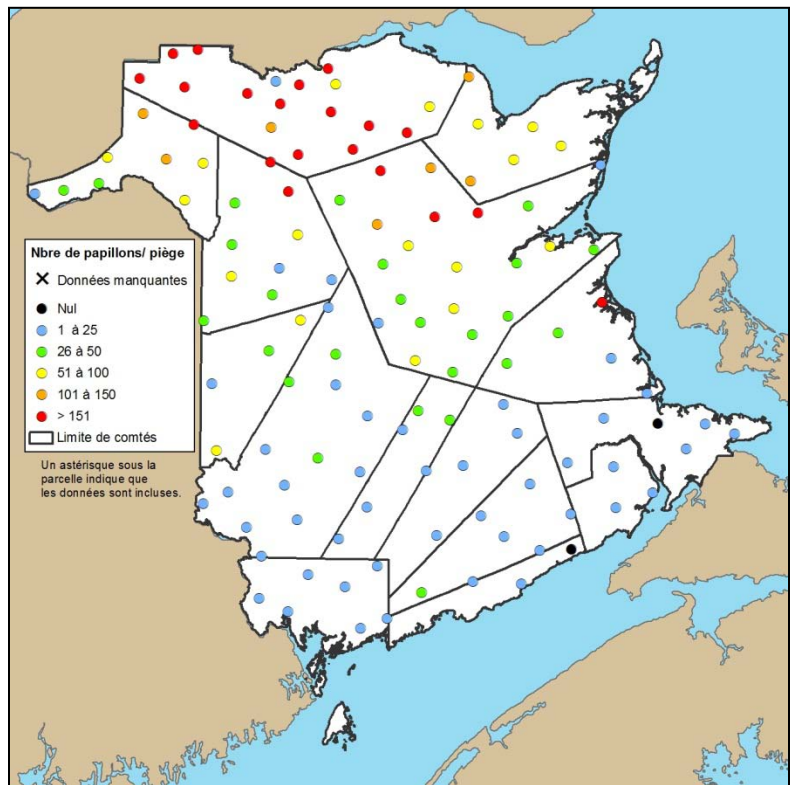 Nbre de papillons/ piège
Données manquantes
Nul
1 à 25
26 à 50
51 à 100
101 à 150
> 151
Limite de comtés
Un astérisque sous la
parcelle indique que
les données sont incluses.